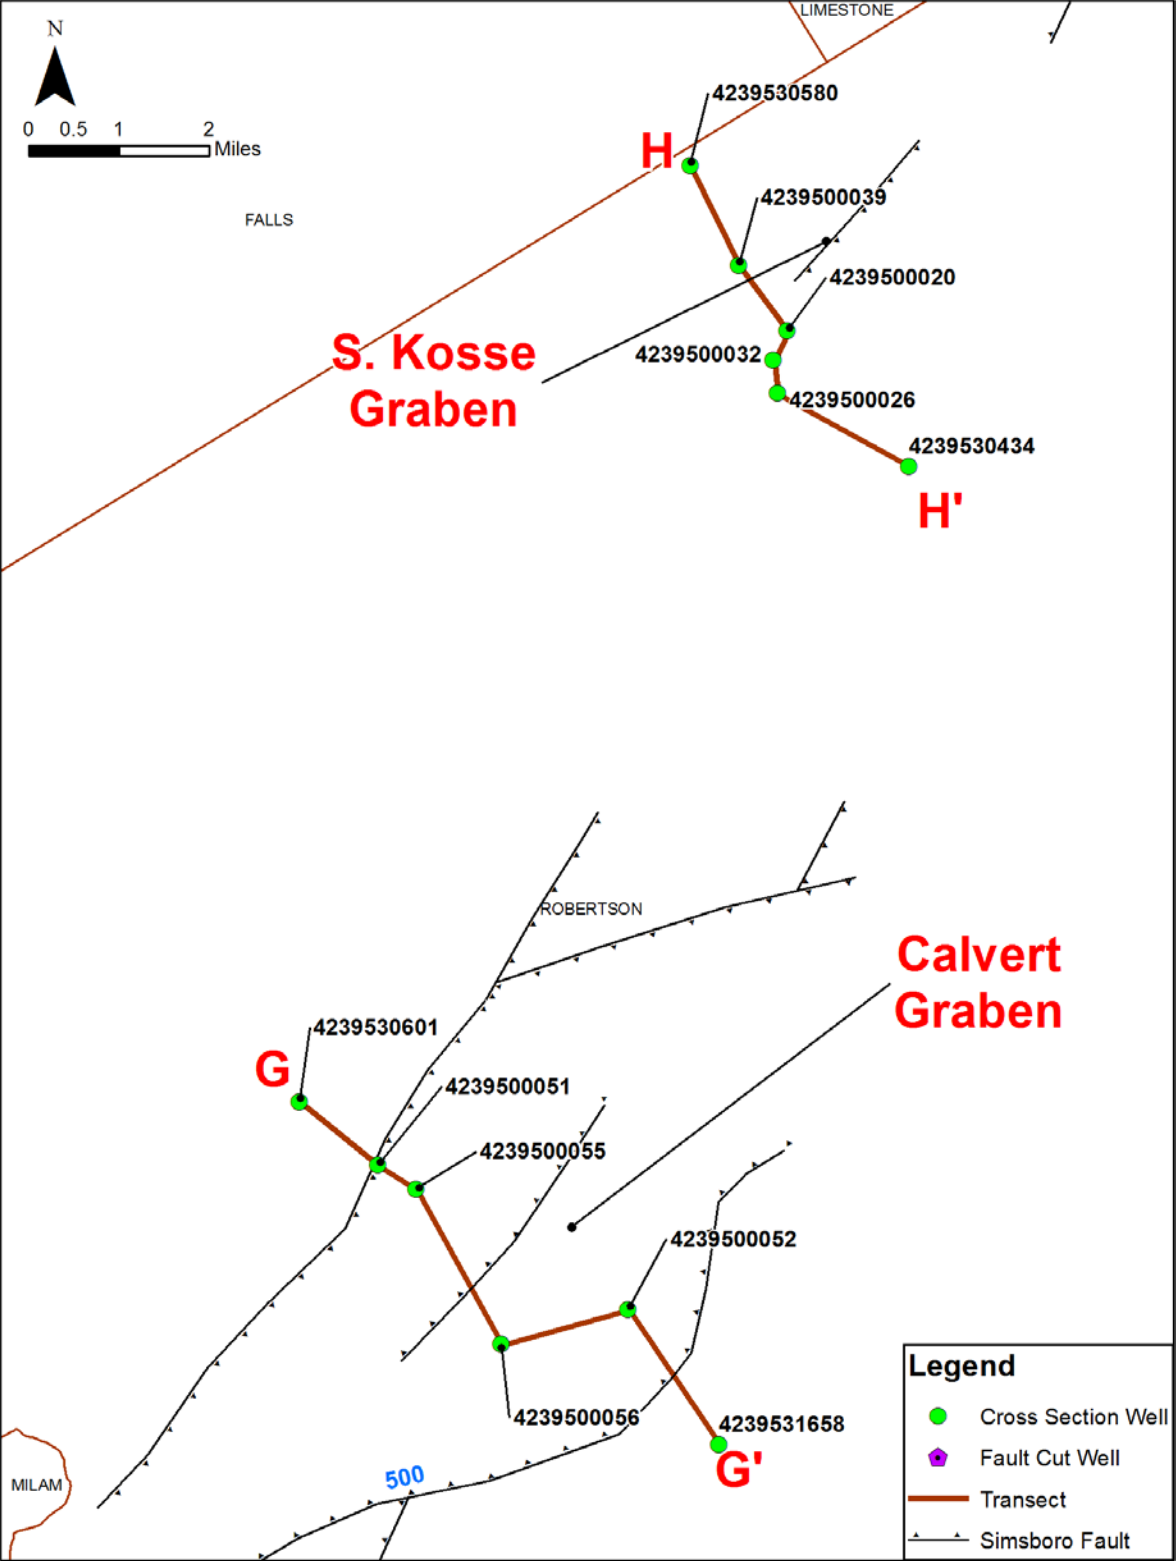 LIMESTONE
N
4239530580
0 0.5 1 2
Miles
H
4239500039
FALLS
4239500020
S. Kosse
Graben
4239500032
4239500026
4239530434
H'
ROBERTSON
Calvert
Graben
4239530601
G
4239500051
4239500055
4239500052
4239500056
4239531658
G'
500
MILAM
Legend
Cross Section Well
Fault Cut Well
Transect
Simsboro Fault